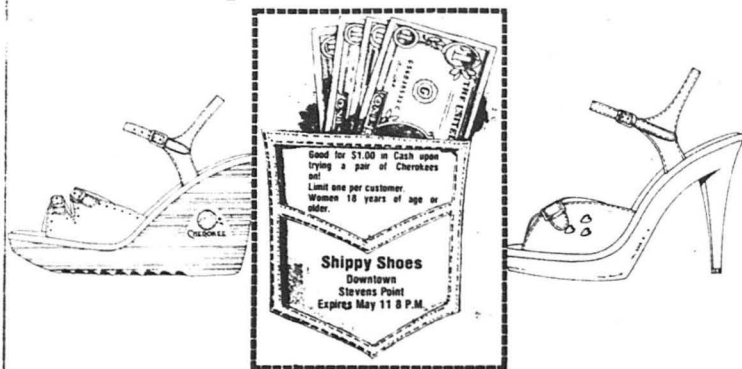 Good for $1.00 in Cash upon
trying a pair of Cherokees
on!
Limit one per customer.
Women 18 years of age or
older.
Shippy Shoes
Downtown
Stevens Point
Expires May 11 8 P.M.
CHEROKEE